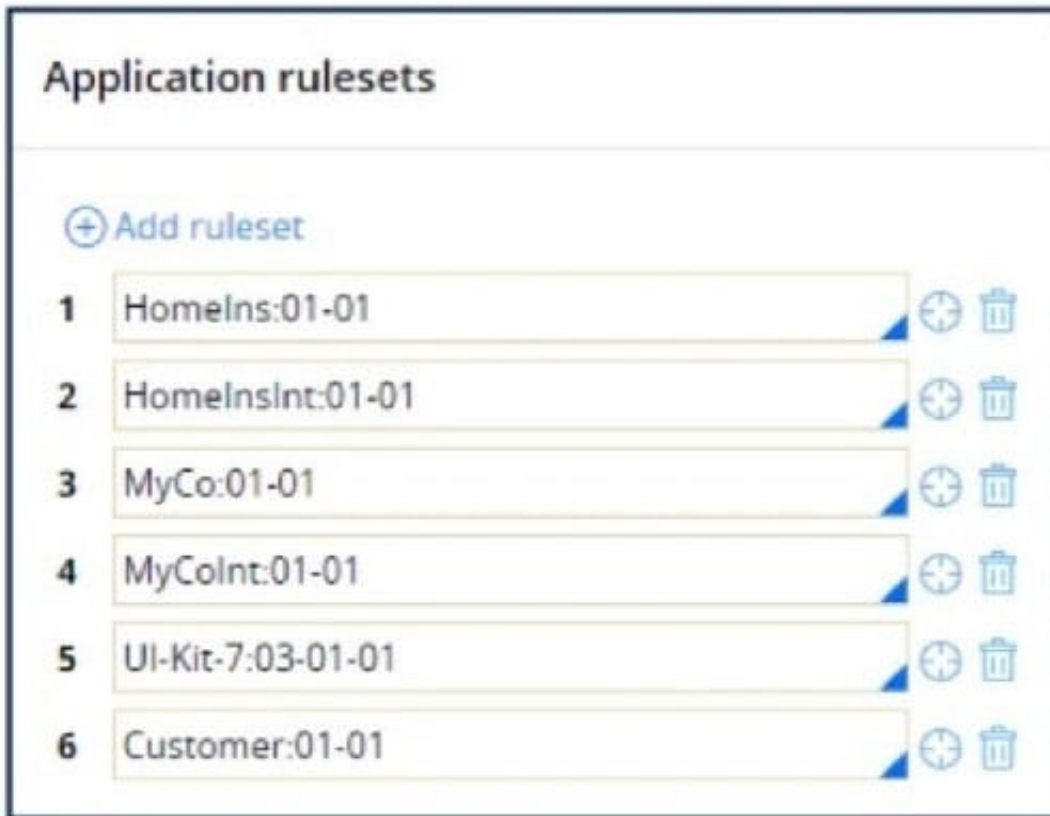 Application rulesets
Add ruleset
1 HomeIns:01-01
2 HomeInsInt:01-01
3 MyCo:01-01
4 MyCoInt:01-01
5 UI-Kit-7:03-01-01
6 Customer:01-01